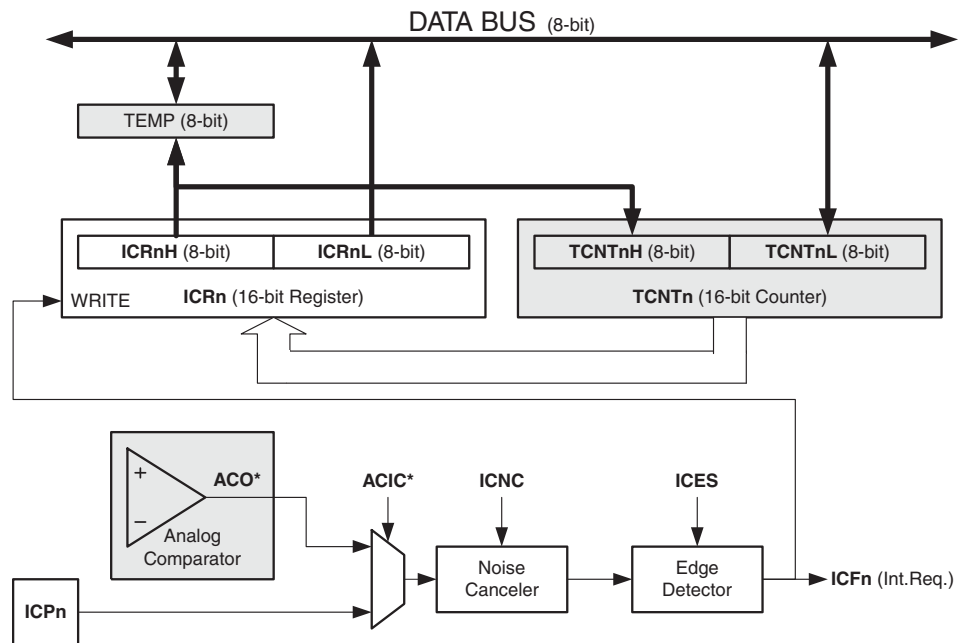 DATA BUS (8-bit)
TEMP (8-bit)
ICRnH (8-bit)
ICRnL (8-bit)
TCNTnH (8-bit)
TCNTnL (8-bit)
WRITE
ICRn (16-bit Register)
TCNTn (16-bit Counter)
+
−
ACO*
Analog
Comparator
ACIC*
ICNC
ICES
Noise
Canceler
Edge
Detector
ICFn (Int.Req.)
ICPn